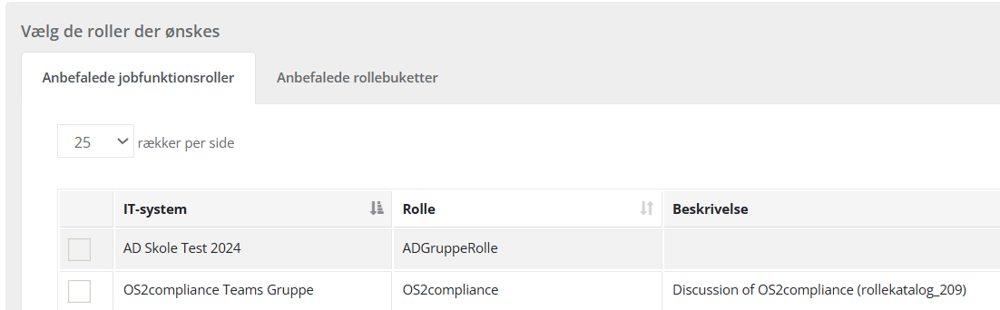 Vælg de roller der ønskes
Anbefalede jobfunktionsroller
Anbefalede rollebuketter
25 rækker per side
IT-system Rolle Beskrivelse
AD Skole Test 2024 ADGruppeRolle
OS2compliance Teams Gruppe OS2compliance Discussion of OS2compliance (rollekatalog_209)